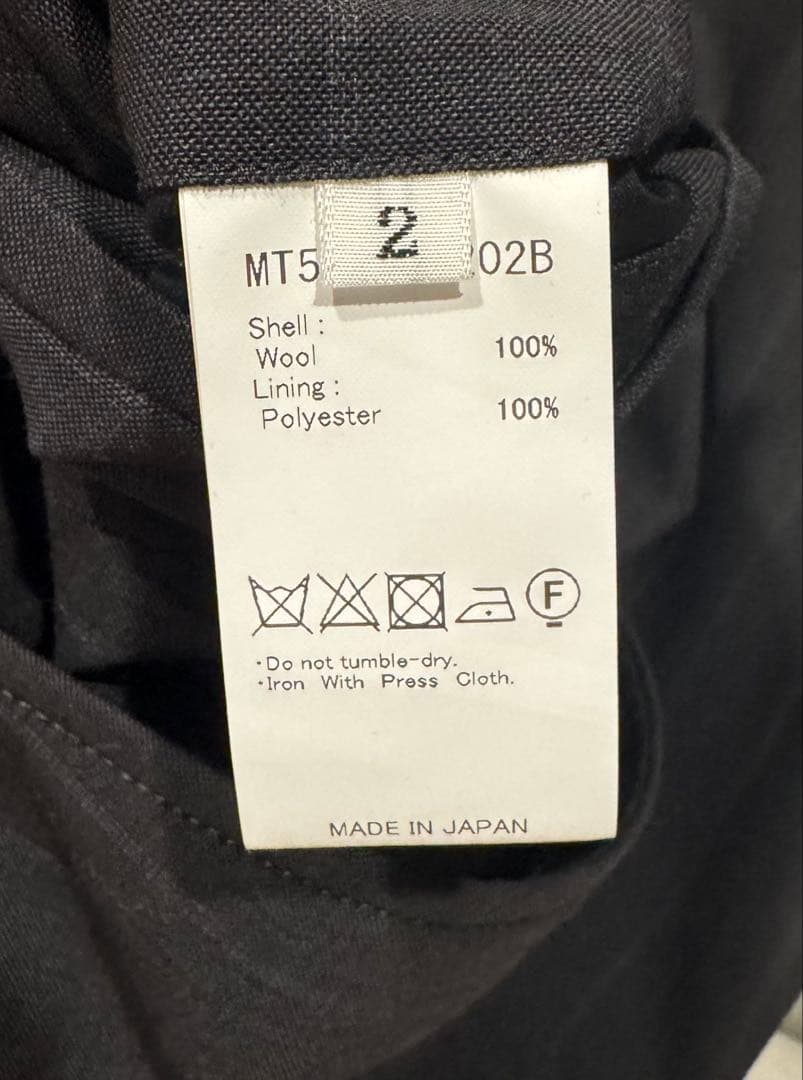 2
MT5 02B
Shell :
Wool 100%
Lining :
Polyester 100%
F
·Do not tumble-dry.
·Iron With Press Cloth.
MADE IN JAPAN